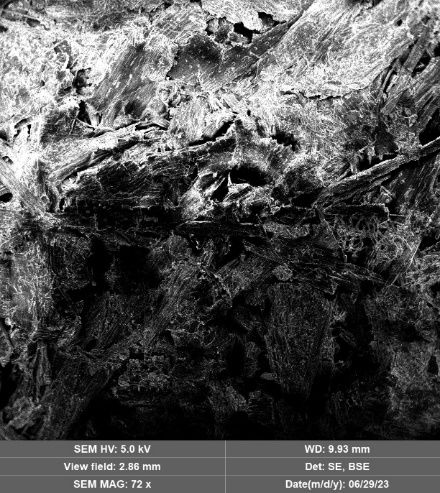 SEM HV: 5.0 kV
WD: 9.93 mm
View field: 2.86 mm
Det: SE, BSE
SEM MAG: 72 x
Date(m/d/y): 06/29/23